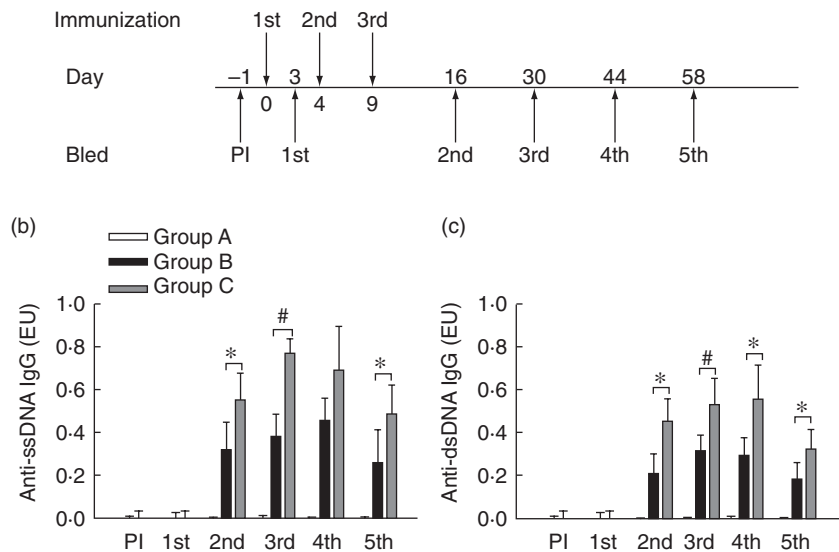 Immunization 1st 2nd 3rd
Day –1 3 16 30 44 58
0 4 9
Bled PI 1st 2nd 3rd 4th 5th
(b)
Group A
Group B
Group C
Anti-ssDNA IgG (EU)
1·0
0·8
0·6
0·4
0·2
0·0
* # *
PI 1st 2nd 3rd 4th 5th
(c)
Anti-dsDNA IgG (EU)
1·0
0·8
0·6
0·4
0·2
0·0
* # * *
PI 1st 2nd 3rd 4th 5th